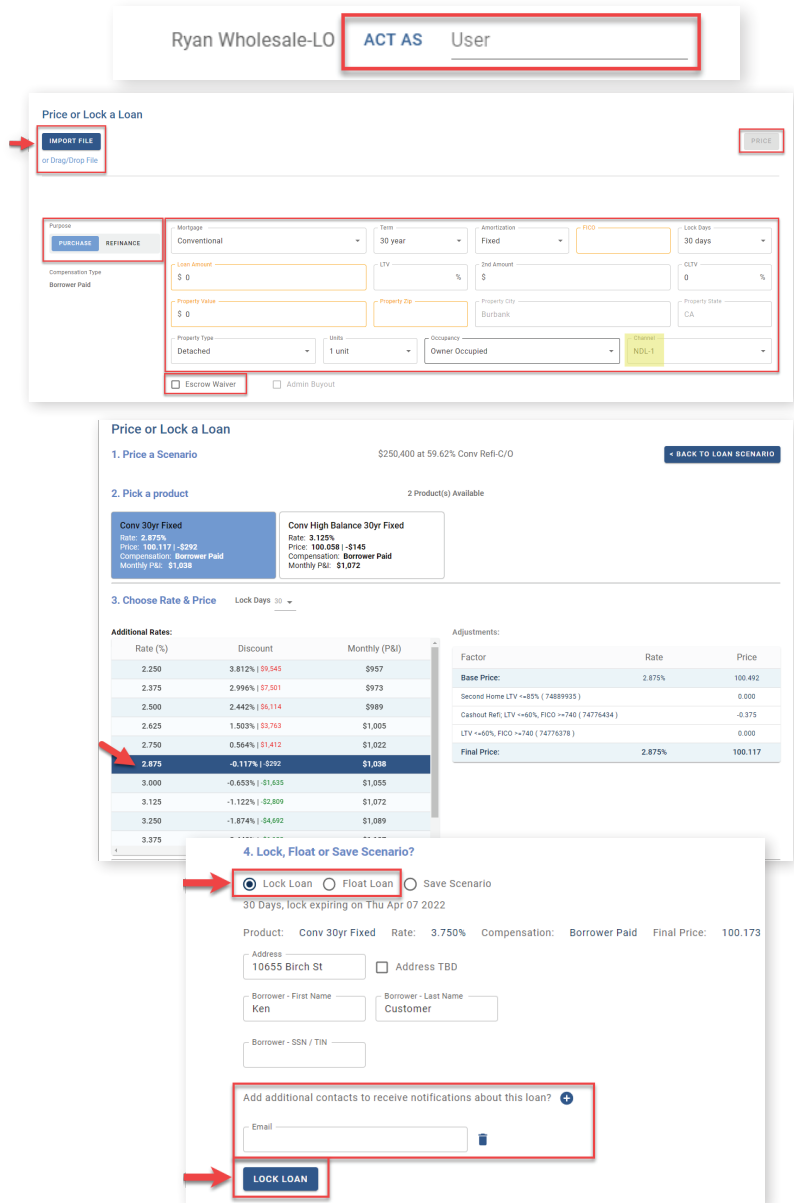 Ryan Wholesale-LO ACT AS User
Price or Lock a Loan
IMPORT FILE
or Drag/Drop File
PRICE
Purpose
PURCHASE REFINANCE
Compensation Type
Borrower Paid
Mortgage Term Amortization FICO Lock Days
Conventional 30 year Fixed 30 days
Loan Amount LTV 2nd Amount CLTV
$ 0 % $ 0 %
Property Value Property Zip Property City Property State
$ 0 Burbank CA
Property Type Units Occupancy Channel
Detached 1 unit Owner Occupied NDL-1
Escrow Waiver Admin Buyout
Price or Lock a Loan
1. Price a Scenario $250,400 at 59.62% Conv Refi-C/O < BACK TO LOAN SCENARIO
2. Pick a product 2 Product(s) Available
Conv 30yr Fixed
Rate: 2.875%
Price: 100.117 | -$292
Compensation: Borrower Paid
Monthly P&I: $1,038
Conv High Balance 30yr Fixed
Rate: 3.125%
Price: 100.058 | -$145
Compensation: Borrower Paid
Monthly P&I: $1,072
3. Choose Rate & Price Lock Days 30
Additional Rates:
Rate (%) Discount Monthly (P&I)
2.250 3.812% | $9,545 $957
2.375 2.996% | $7,501 $973
2.500 2.442% | $6,114 $989
2.625 1.503% | $3,763 $1,005
2.750 0.564% | $1,412 $1,022
2.875 -0.117% | -$292 $1,038
3.000 -0.653% | -$1,635 $1,055
3.125 -1.122% | -$2,809 $1,072
3.250 -1.874% | -$4,692 $1,089
3.375
Adjustments:
Factor Rate Price
Base Price: 2.875% 100.492
Second Home LTV <=85% ( 74889935 ) 0.000
Cashout Refi; LTV <=60%, FICO >=740 ( 74776434 ) -0.375
LTV <=60%, FICO >=740 ( 74776378 ) 0.000
Final Price: 2.875% 100.117
4. Lock, Float or Save Scenario?
Lock Loan Float Loan Save Scenario
30 Days, lock expiring on Thu Apr 07 2022
Product: Conv 30yr Fixed Rate: 3.750% Compensation: Borrower Paid Final Price: 100.173
Address
10655 Birch St Address TBD
Borrower - First Name Borrower - Last Name
Ken Customer
Borrower - SSN / TIN
Add additional contacts to receive notifications about this loan?
Email
LOCK LOAN